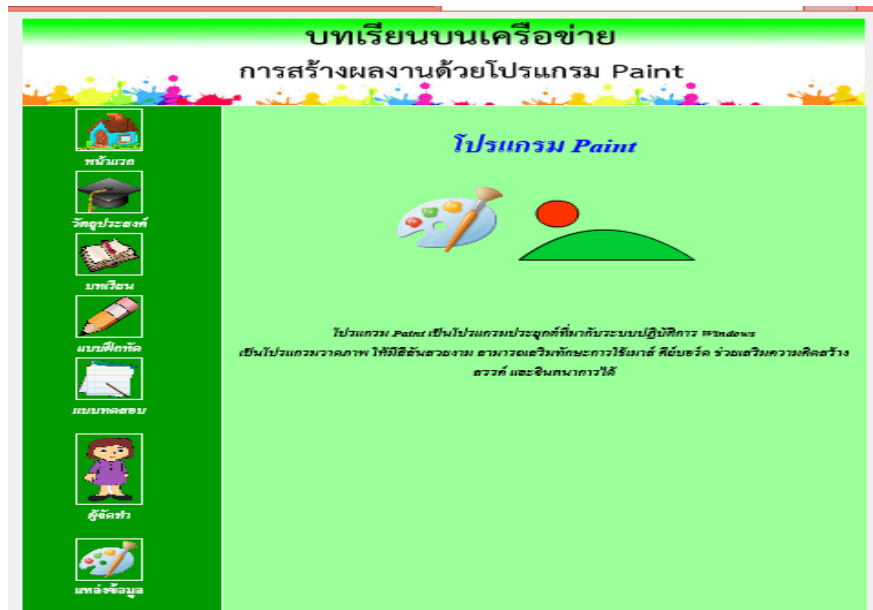 บทเรียนบนเครือข่าย
การสร้างผลงานด้วยโปรแกรม Paint
หน้าแรก
วัตถุประสงค์
บทเรียน
แบบฝึกหัด
แบบทดสอบ
ผู้จัดทำ
แหล่งข้อมูล
โปรแกรม Paint
โปรแกรม Paint เป็นโปรแกรมประยุกต์ที่มากับระบบปฏิบัติการ Windows
เป็นโปรแกรมวาดภาพ ให้มีสีสันสวยงาม สามารถเสริมทักษะการใช้เมาส์ คีย์บอร์ด ช่วยเสริมความคิดสร้าง
สรรค์ และจินตนาการได้